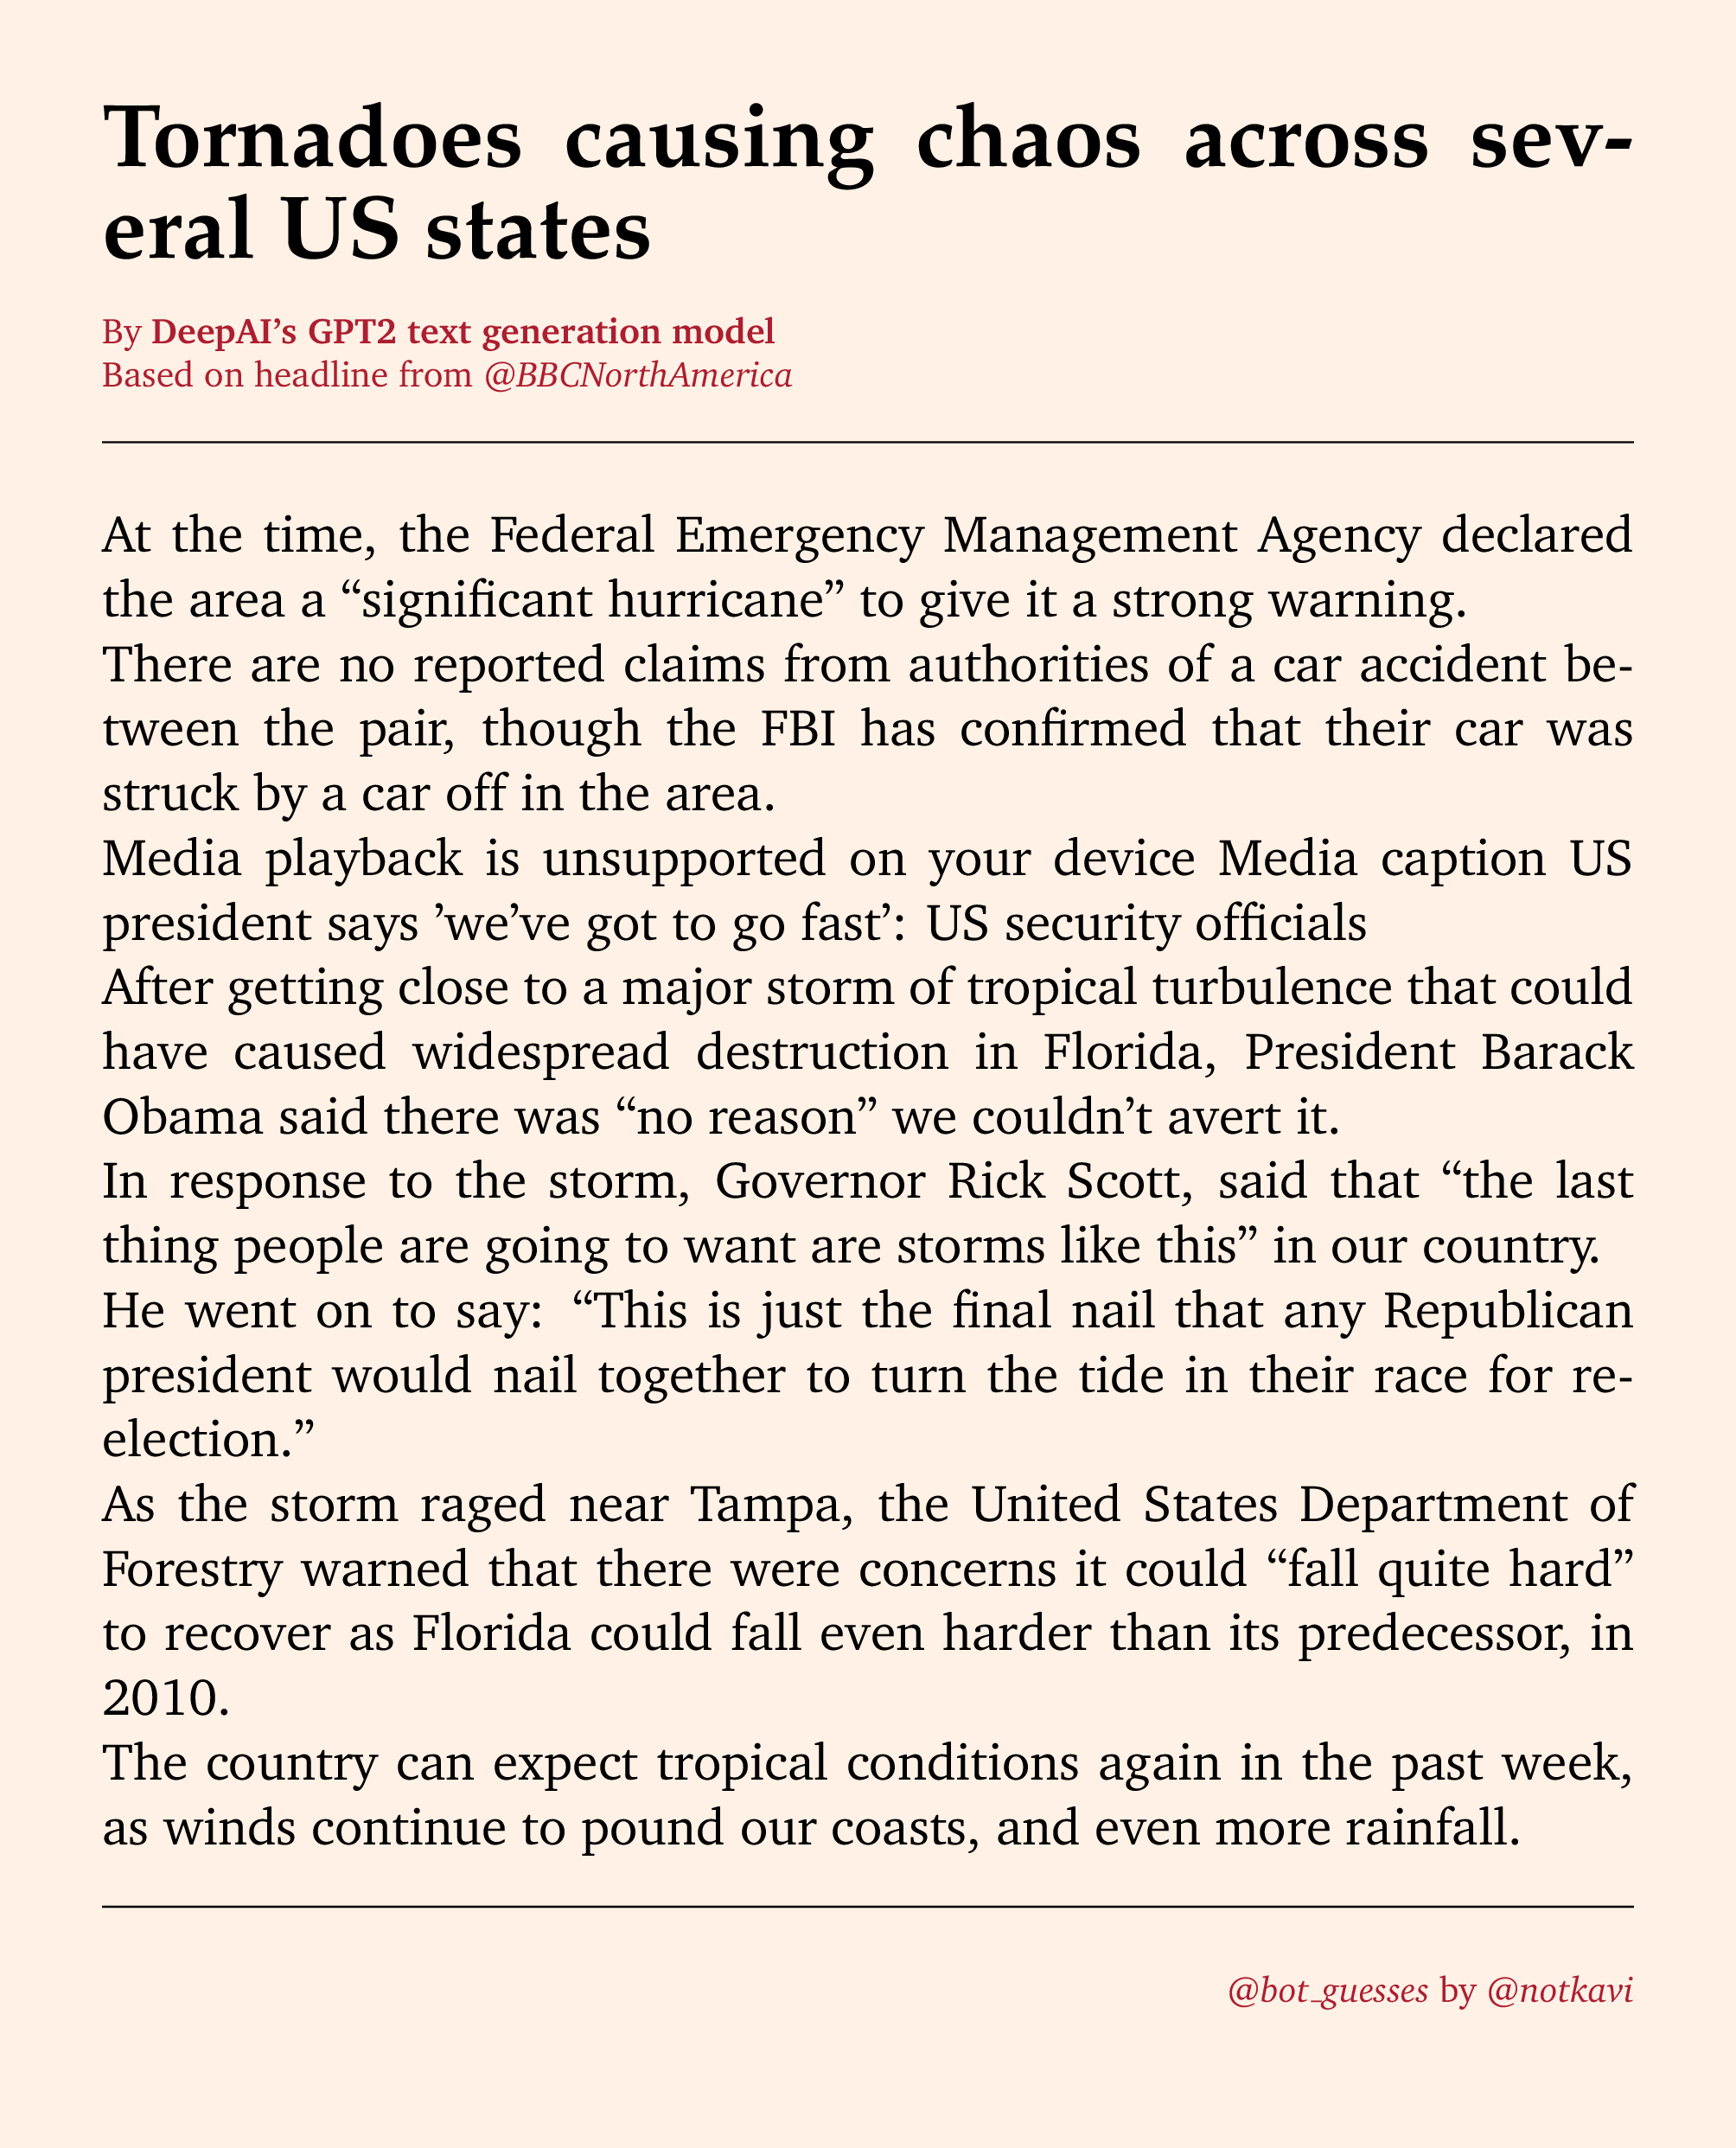 Tornadoes causing chaos across sev-
eral US states
By DeepAI’s GPT2 text generation model
Based on headline from @BBCNorthAmerica
At the time, the Federal Emergency Management Agency declared
the area a “significant hurricane” to give it a strong warning.
There are no reported claims from authorities of a car accident be-
tween the pair, though the FBI has confirmed that their car was
struck by a car off in the area.
Media playback is unsupported on your device Media caption US
president says ’we’ve got to go fast’: US security officials
After getting close to a major storm of tropical turbulence that could
have caused widespread destruction in Florida, President Barack
Obama said there was “no reason” we couldn’t avert it.
In response to the storm, Governor Rick Scott, said that “the last
thing people are going to want are storms like this” in our country.
He went on to say: “This is just the final nail that any Republican
president would nail together to turn the tide in their race for re-
election.”
As the storm raged near Tampa, the United States Department of
Forestry warned that there were concerns it could “fall quite hard”
to recover as Florida could fall even harder than its predecessor, in
2010.
The country can expect tropical conditions again in the past week,
as winds continue to pound our coasts, and even more rainfall.
@bot_guesses by @notkavi